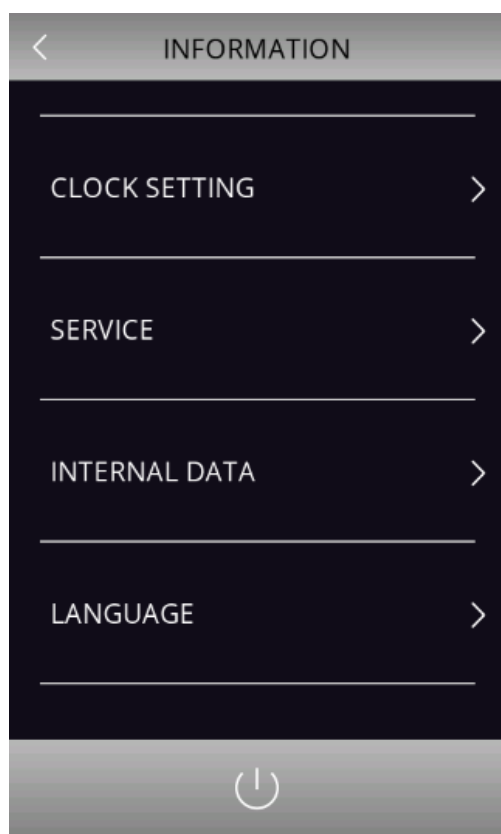 INFORMATION
CLOCK SETTING
SERVICE
INTERNAL DATA
LANGUAGE